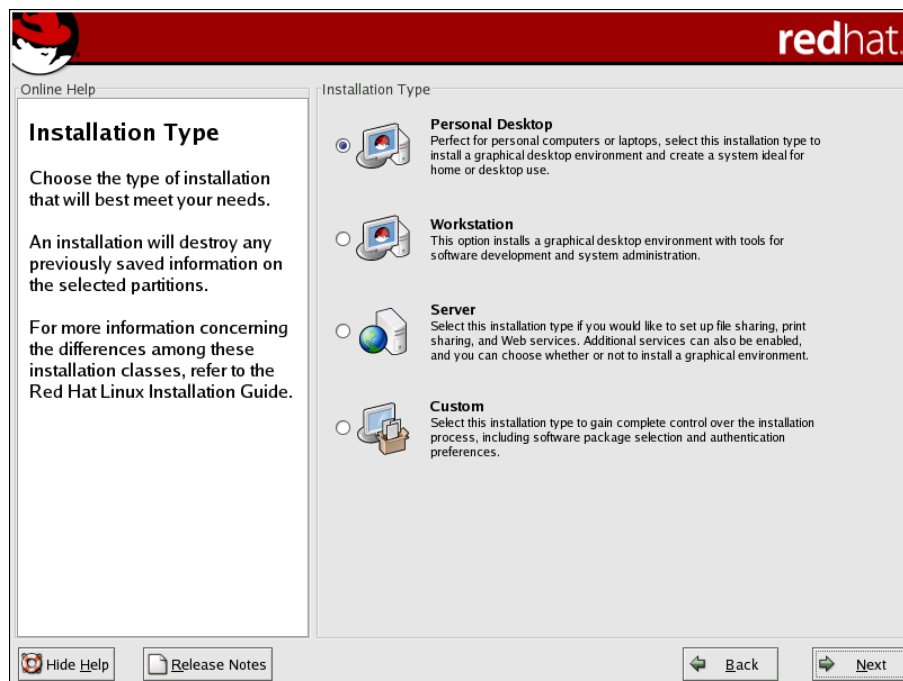 redhat.
Online Help
Installation Type
Choose the type of installation
that will best meet your needs.
An installation will destroy any
previously saved information on
the selected partitions.
For more information concerning
the differences among these
installation classes, refer to the
Red Hat Linux Installation Guide.
Installation Type
Personal Desktop
Perfect for personal computers or laptops, select this installation type to
install a graphical desktop environment and create a system ideal for
home or desktop use.
Workstation
This option installs a graphical desktop environment with tools for
software development and system administration.
Server
Select this installation type if you would like to set up file sharing, print
sharing, and Web services. Additional services can also be enabled,
and you can choose whether or not to install a graphical environment.
Custom
Select this installation type to gain complete control over the installation
process, including software package selection and authentication
preferences.
Hide Help
Release Notes
Back
Next